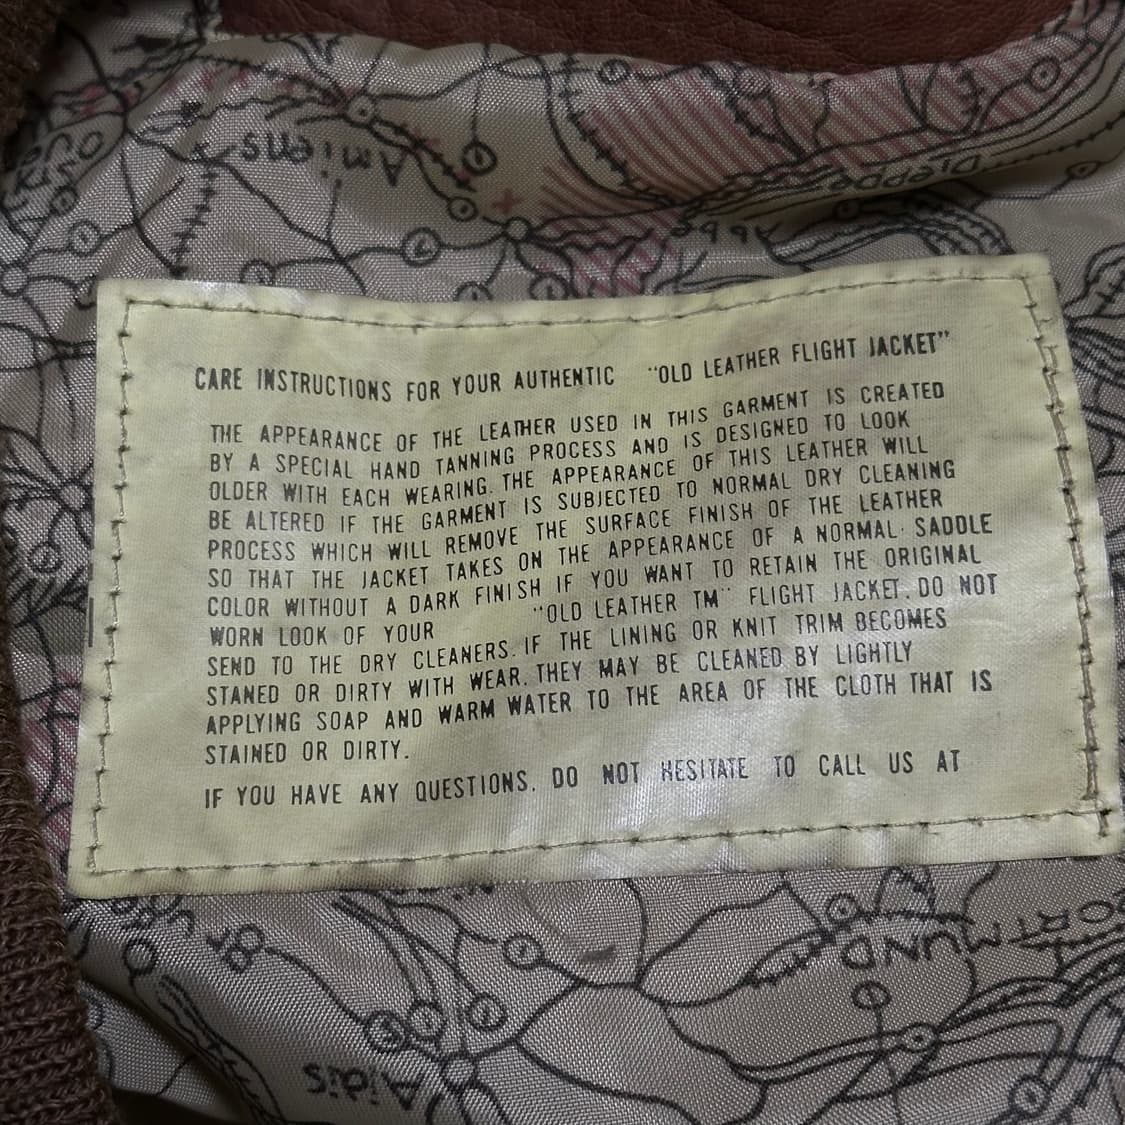 Amiens
Dieppe
Abbe
CARE INSTRUCTIONS FOR YOUR AUTHENTIC "OLD LEATHER FLIGHT JACKET"
THE APPEARANCE OF THE LEATHER USED IN THIS GARMENT IS CREATED
BY A SPECIAL HAND TANNING PROCESS AND IS DESIGNED TO LOOK
OLDER WITH EACH WEARING. THE APPEARANCE OF THIS LEATHER WILL
BE ALTERED IF THE GARMENT IS SUBJECTED TO NORMAL DRY CLEANING
PROCESS WHICH WILL REMOVE THE SURFACE FINISH OF THE LEATHER
SO THAT THE JACKET TAKES ON THE APPEARANCE OF A NORMAL· SADDLE
COLOR WITHOUT A DARK FINISH IF YOU WANT TO RETAIN THE ORIGINAL
WORN LOOK OF YOUR "OLD LEATHER TM" FLIGHT JACKET. DO NOT
SEND TO THE DRY CLEANERS. IF THE LINING OR KNIT TRIM BECOMES
STANED OR DIRTY WITH WEAR. THEY MAY BE CLEANED BY LIGHTLY
APPLYING SOAP AND WARM WATER TO THE AREA OF THE CLOTH THAT IS
STAINED OR DIRTY.
IF YOU HAVE ANY QUESTIONS. DO NOT HESITATE TO CALL US AT
DORTMUND